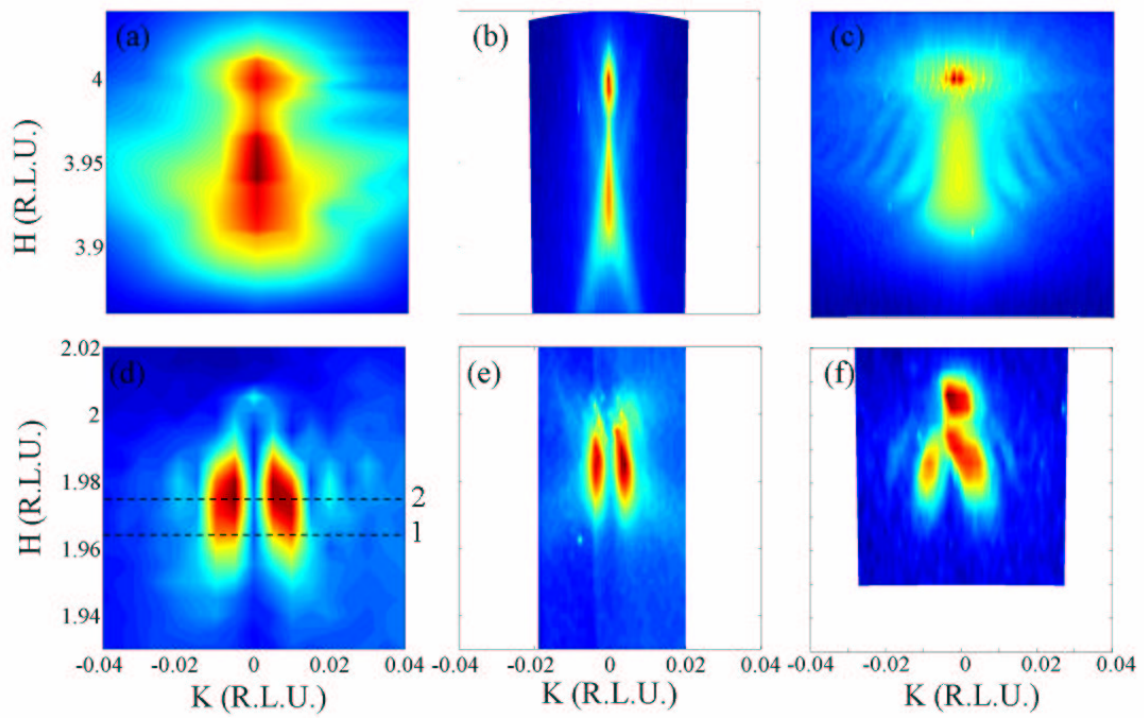 (a) (b) (c)
H (R.L.U.)
4
3.95
3.9
(d) (e) (f)
H (R.L.U.)
2.02
2
1.98
1.96
1.94
2
1
-0.04 -0.02 0 0.02 0.04 -0.04 -0.02 0 0.02 0.04 -0.04 -0.02 0 0.02 0.04
K (R.L.U.) K (R.L.U.) K (R.L.U.)